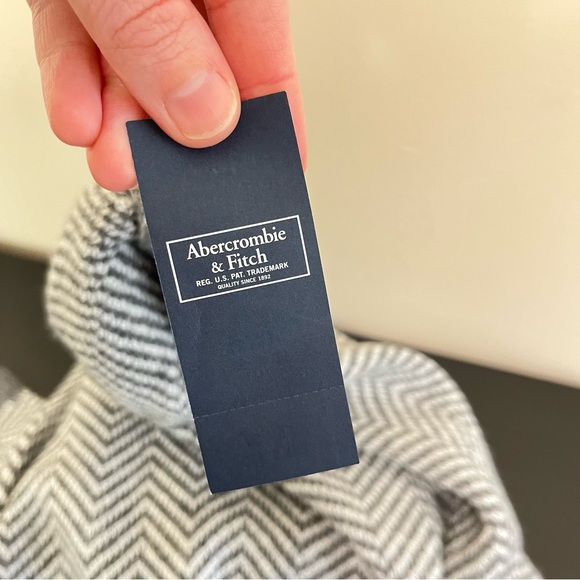 Abercrombie
& Fitch
REG. U.S. PAT. TRADEMARK
QUALITY SINCE 1892